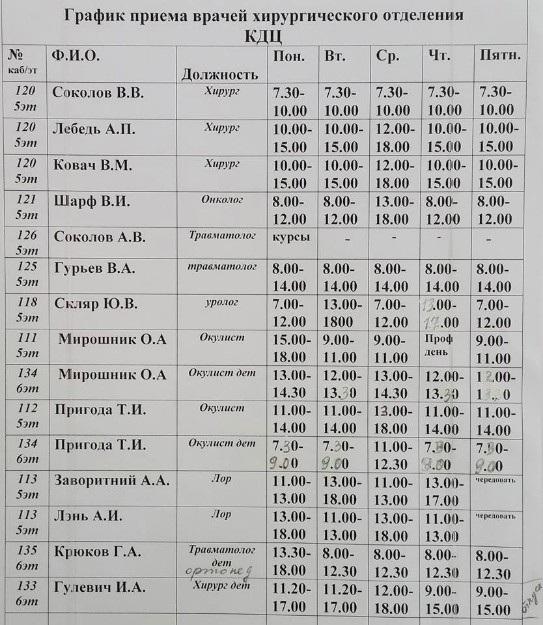 График приема врачей хирургического отделения
КДЦ
№ каб/эт Ф.И.О. Должность Пон. Вт. Ср. Чт. Пятн.
120 5эт Соколов В.В. Хирург 7.30-10.00 7.30-10.00 7.30-10.00 7.30-10.00 7.30-10.00
120 5эт Лебедь А.П. Хирург 10.00-15.00 10.00-15.00 12.00-18.00 10.00-15.00 10.00-15.00
120 5эт Ковач В.М. Хирург 10.00-15.00 10.00-15.00 12.00-18.00 10.00-15.00 10.00-15.00
121 5эт Шарф В.И. Онколог 8.00-12.00 8.00-12.00 13.00-18.00 8.00-12.00 8.00-12.00
126 5эт Соколов А.В. Травматолог курсы - - - -
125 5эт Гурьев В.А. травматолог 8.00-14.00 8.00-14.00 8.00-14.00 8.00-14.00 8.00-14.00
118 5эт Скляр Ю.В. уролог 7.00-12.00 13.00-1800 7.00-12.00 13.00-17.00 7.00-12.00
111 5эт Мирошник О.А Окулист 15.00-18.00 9.00-11.00 9.00-11.00 Проф день 9.00-11.00
134 6эт Мирошник О.А Окулист дет 13.00-14.30 12.00-13.30 13.00-14.30 12.00-13.30
112 5эт Пригода Т.И. Окулист 11.00-14.00 11.00-14.00 13.00-18.00 11.00-14.00 11.00-14.00
134 6эт Пригода Т.И. Окулист дет 7.30-9.00 7.30-9.00 11.00-12.30 7.30-9.00 7.30-9.00
113 5эт Заворитний А.А. Лор 11.00-13.00 13.00-18.00 11.00-13.00 13.00-17.00 чередовать
113 5эт Лэнь А.И. Лор 13.00-18.00 11.00-13.00 13.00-18.00 11.00-13.00 чередовать
135 6эт Крюков Г.А. Травматолог дет ортопед 13.30-18.00 8.00-12.30 8.00-12.30 8.00-12.30 8.00-12.30
133 6эт Гулевич И.А. Хирург дет 11.20-17.00 11.20-17.00 12.00-18.00 9.00-15.00 9.00-15.00